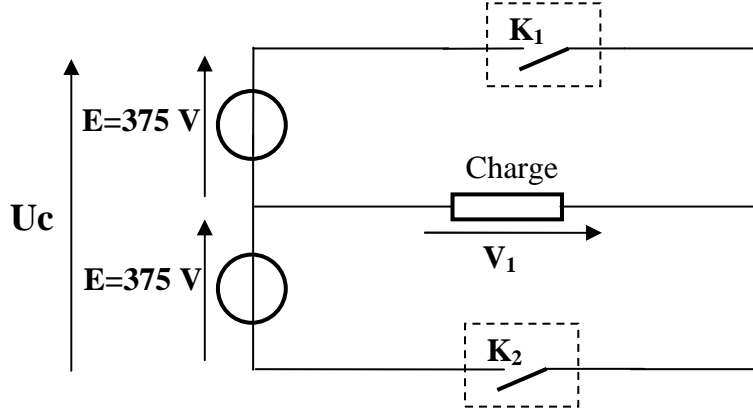 K₁
E=375 V
Charge
Uc
V₁
E=375 V
K₂